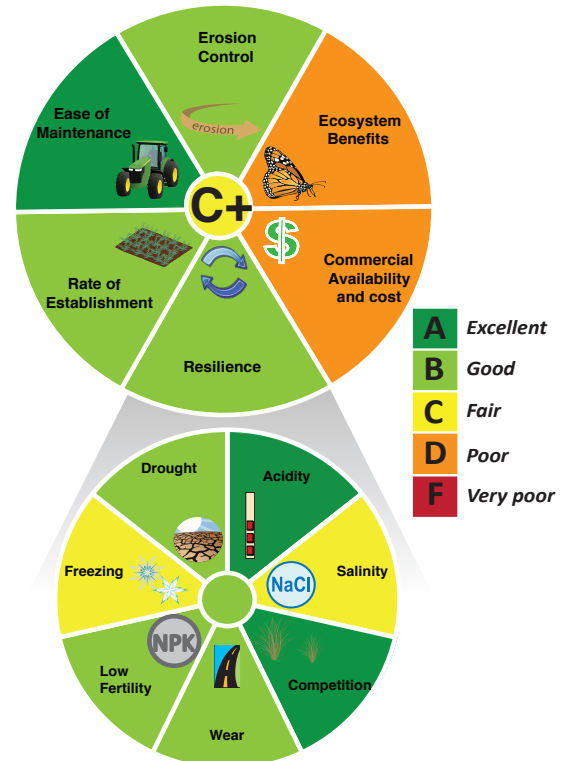 Erosion
Control
erosion
Ease of
Maintenance
Ecosystem
Benefits
C+
$
Rate of
Establishment
Commercial
Availability
and cost
Resilience
A Excellent
B Good
C Fair
D Poor
F Very poor
Drought
Acidity
Freezing
NaCl
Salinity
NPK
Low
Fertility
Competition
Wear